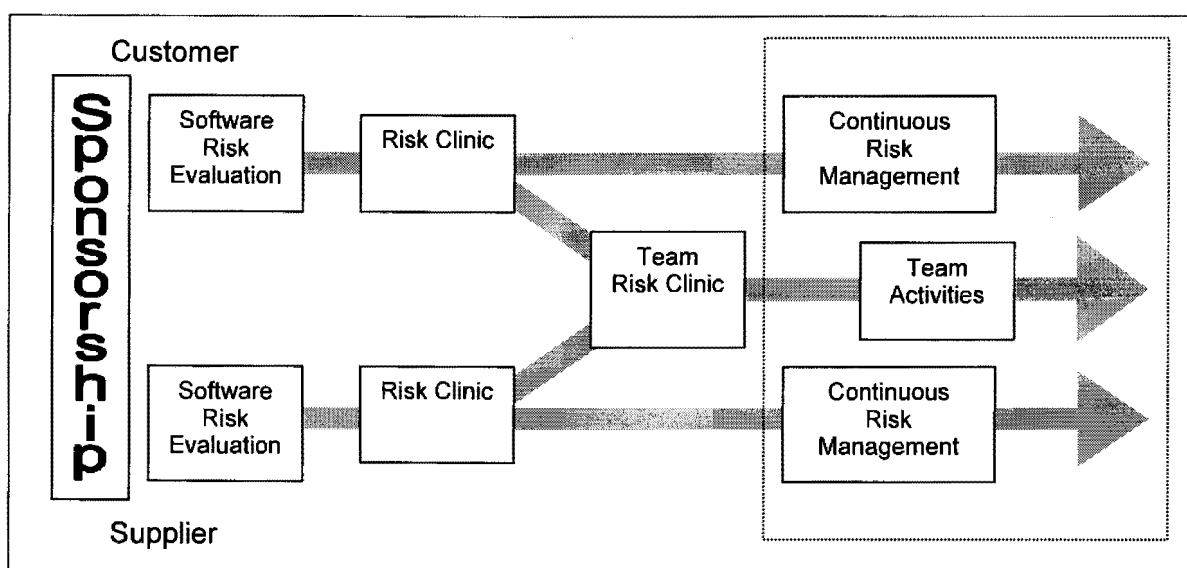 Customer
Sponsorship
Software
Risk
Evaluation
Risk Clinic
Continuous
Risk
Management
Team
Risk Clinic
Team
Activities
Software
Risk
Evaluation
Risk Clinic
Continuous
Risk
Management
Supplier